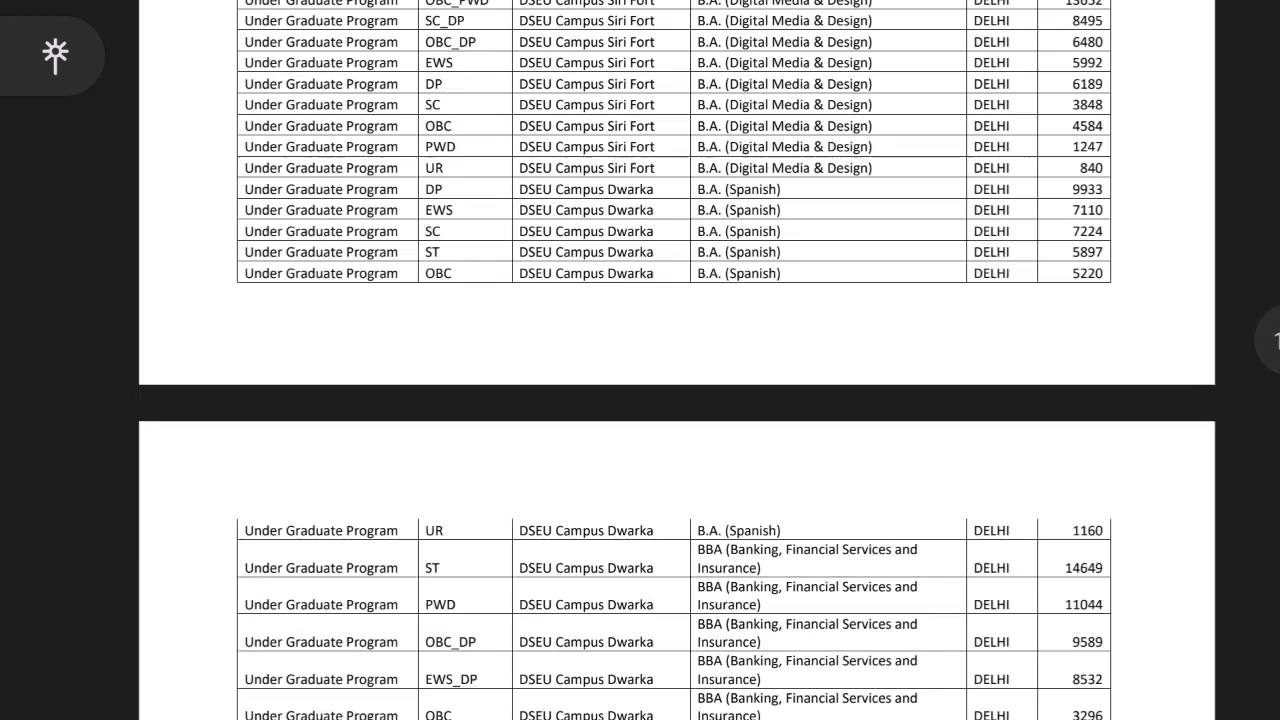 Under Graduate Program OBC_PWD DSEU Campus Siri Fort B.A. (Digital Media & Design) DELHI 13652
Under Graduate Program SC_DP DSEU Campus Siri Fort B.A. (Digital Media & Design) DELHI 8495
Under Graduate Program OBC_DP DSEU Campus Siri Fort B.A. (Digital Media & Design) DELHI 6480
Under Graduate Program EWS DSEU Campus Siri Fort B.A. (Digital Media & Design) DELHI 5992
Under Graduate Program DP DSEU Campus Siri Fort B.A. (Digital Media & Design) DELHI 6189
Under Graduate Program SC DSEU Campus Siri Fort B.A. (Digital Media & Design) DELHI 3848
Under Graduate Program OBC DSEU Campus Siri Fort B.A. (Digital Media & Design) DELHI 4584
Under Graduate Program PWD DSEU Campus Siri Fort B.A. (Digital Media & Design) DELHI 1247
Under Graduate Program UR DSEU Campus Siri Fort B.A. (Digital Media & Design) DELHI 840
Under Graduate Program DP DSEU Campus Dwarka B.A. (Spanish) DELHI 9933
Under Graduate Program EWS DSEU Campus Dwarka B.A. (Spanish) DELHI 7110
Under Graduate Program SC DSEU Campus Dwarka B.A. (Spanish) DELHI 7224
Under Graduate Program ST DSEU Campus Dwarka B.A. (Spanish) DELHI 5897
Under Graduate Program OBC DSEU Campus Dwarka B.A. (Spanish) DELHI 5220
Under Graduate Program UR DSEU Campus Dwarka B.A. (Spanish) DELHI 1160
BBA (Banking, Financial Services and
Under Graduate Program ST DSEU Campus Dwarka Insurance) DELHI 14649
BBA (Banking, Financial Services and
Under Graduate Program PWD DSEU Campus Dwarka Insurance) DELHI 11044
BBA (Banking, Financial Services and
Under Graduate Program OBC_DP DSEU Campus Dwarka Insurance) DELHI 9589
BBA (Banking, Financial Services and
Under Graduate Program EWS_DP DSEU Campus Dwarka Insurance) DELHI 8532
BBA (Banking, Financial Services and
Under Graduate Program OBC DSEU Campus Dwarka Insurance) DELHI 3296